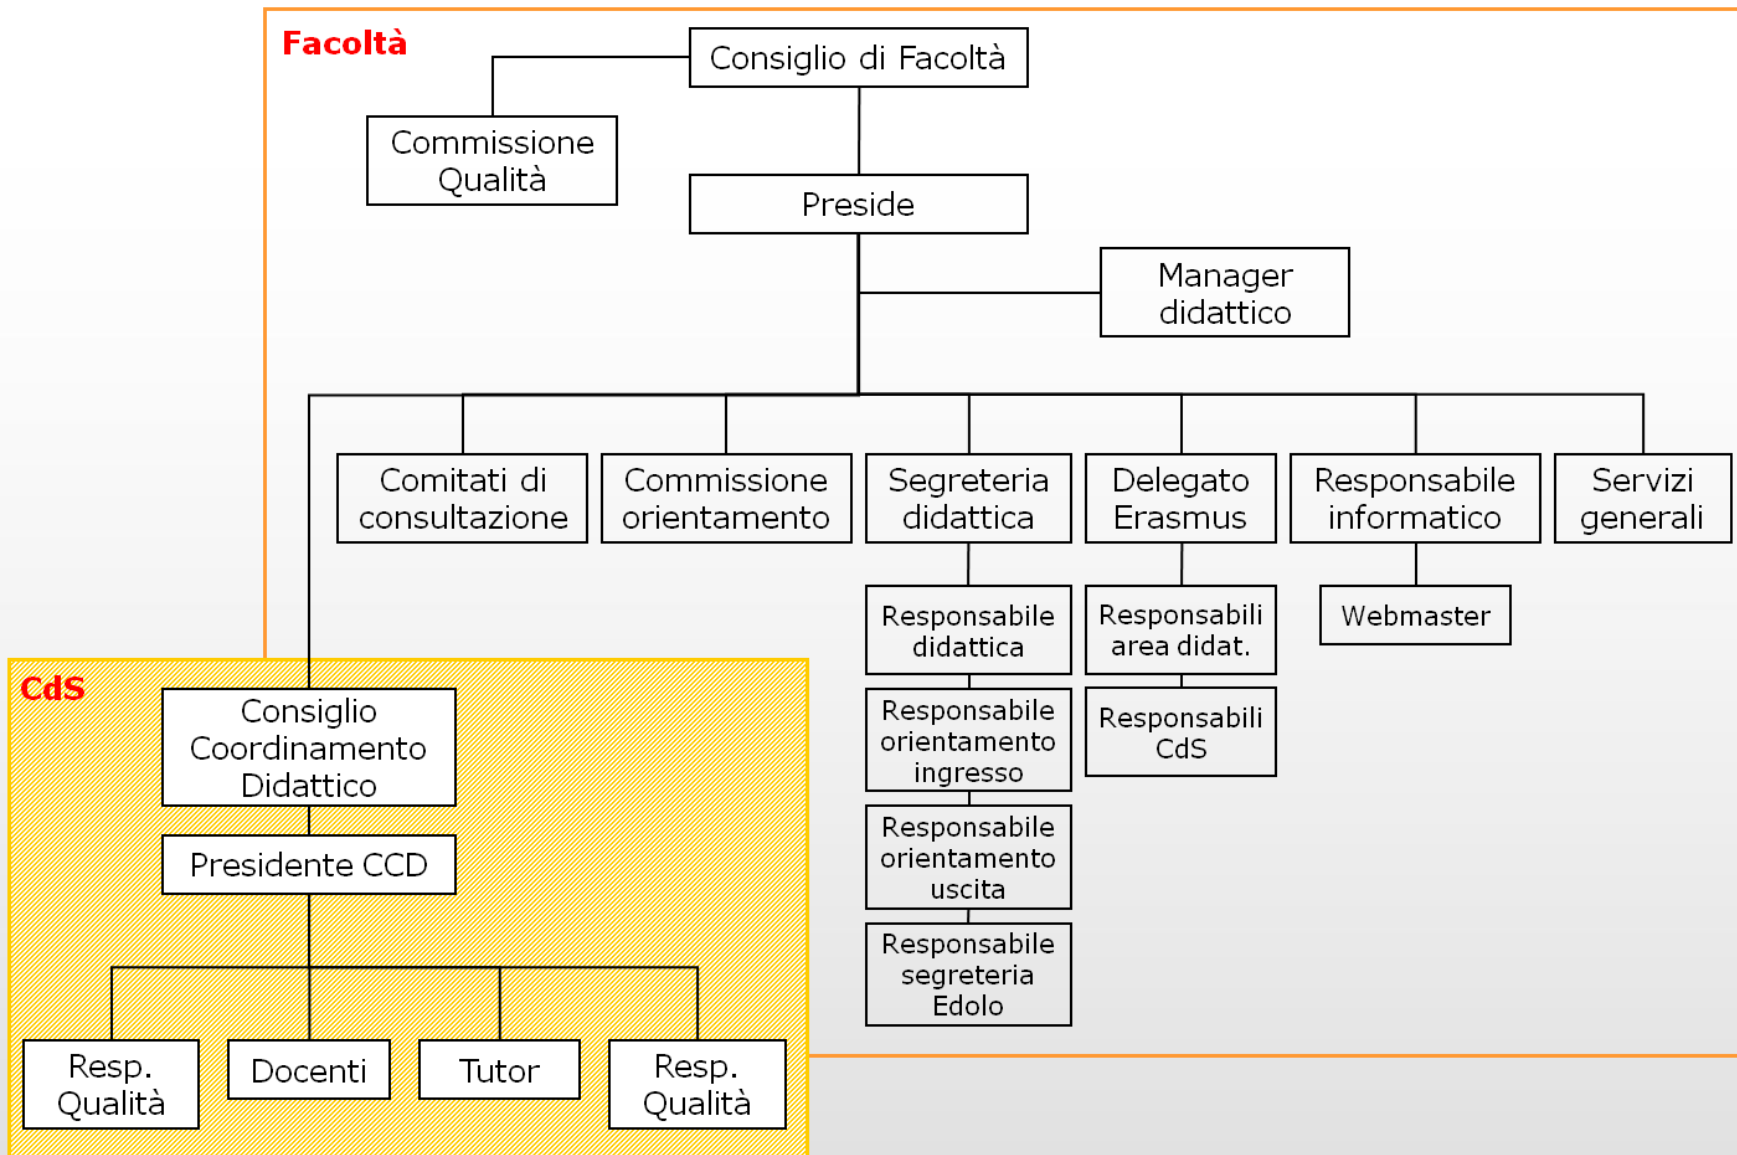 Facoltà
Consiglio di Facoltà
Commissione
Qualità
Preside
Manager
didattico
Comitati di
consultazione
Commissione
orientamento
Segreteria
didattica
Delegato
Erasmus
Responsabile
informatico
Servizi
generali
Responsabile
didattica
Responsabili
area didat.
Webmaster
Responsabile
orientamento
ingresso
Responsabili
CdS
Responsabile
orientamento
uscita
Responsabile
segreteria
Edolo
CdS
Consiglio
Coordinamento
Didattico
Presidente CCD
Resp.
Qualità
Docenti
Tutor
Resp.
Qualità